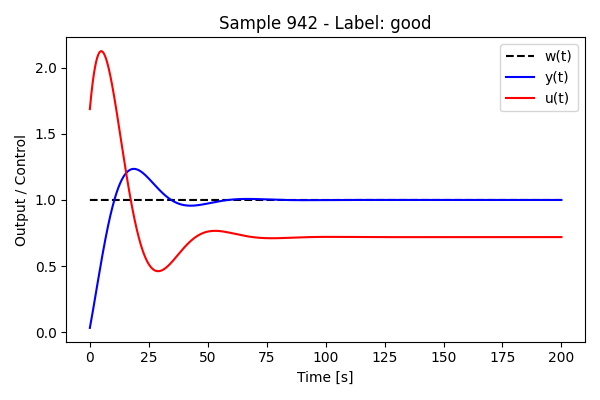 Sample 942 - Label: good
w(t)
y(t)
u(t)
Output / Control
2.0
1.5
1.0
0.5
0.0
0 25 50 75 100 125 150 175 200
Time [s]